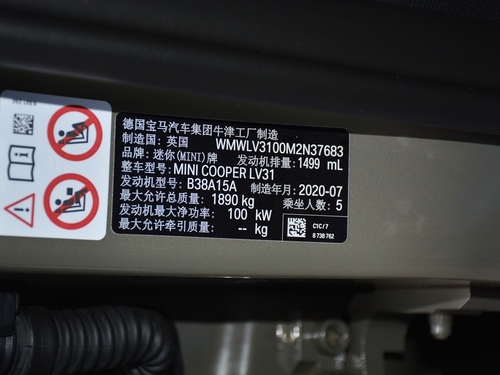 德国宝马汽车集团牛津工厂制造
制造国: 英国 WMWLV3100M2N37683
品牌: 迷你(MINI)牌 发动机排量: 1499 mL
整车型号: MINI COOPER LV31
发动机型号: B38A15A 制造年月: 2020-07
最大允许总质量: 1890 kg 乘坐人数: 5
发动机最大净功率: 100 kW
最大允许牵引质量: -- kg
C1C/7
8 738 762